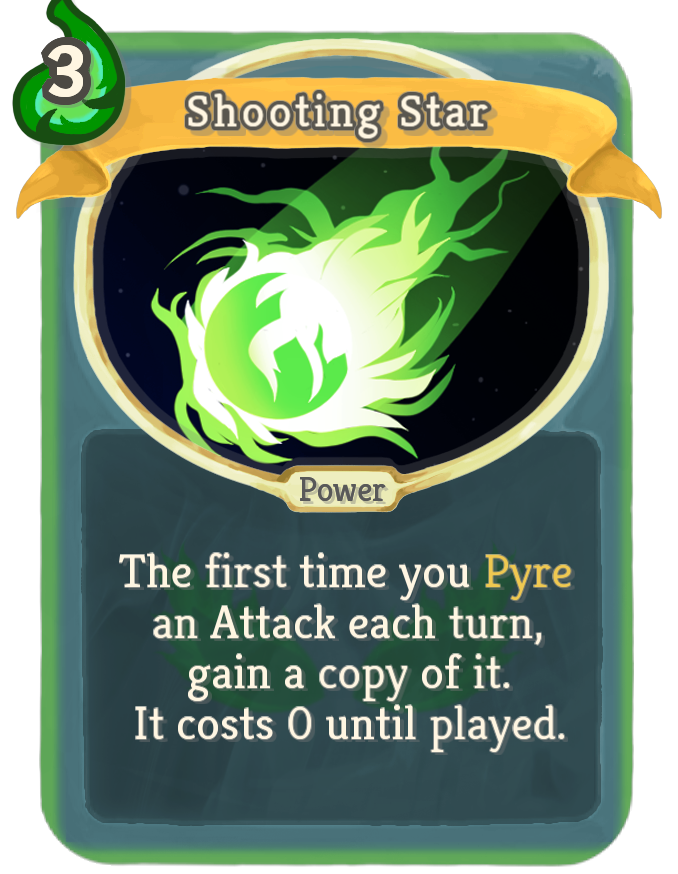 3
Shooting Star
Power
The first time you Pyre
an Attack each turn,
gain a copy of it.
It costs 0 until played.